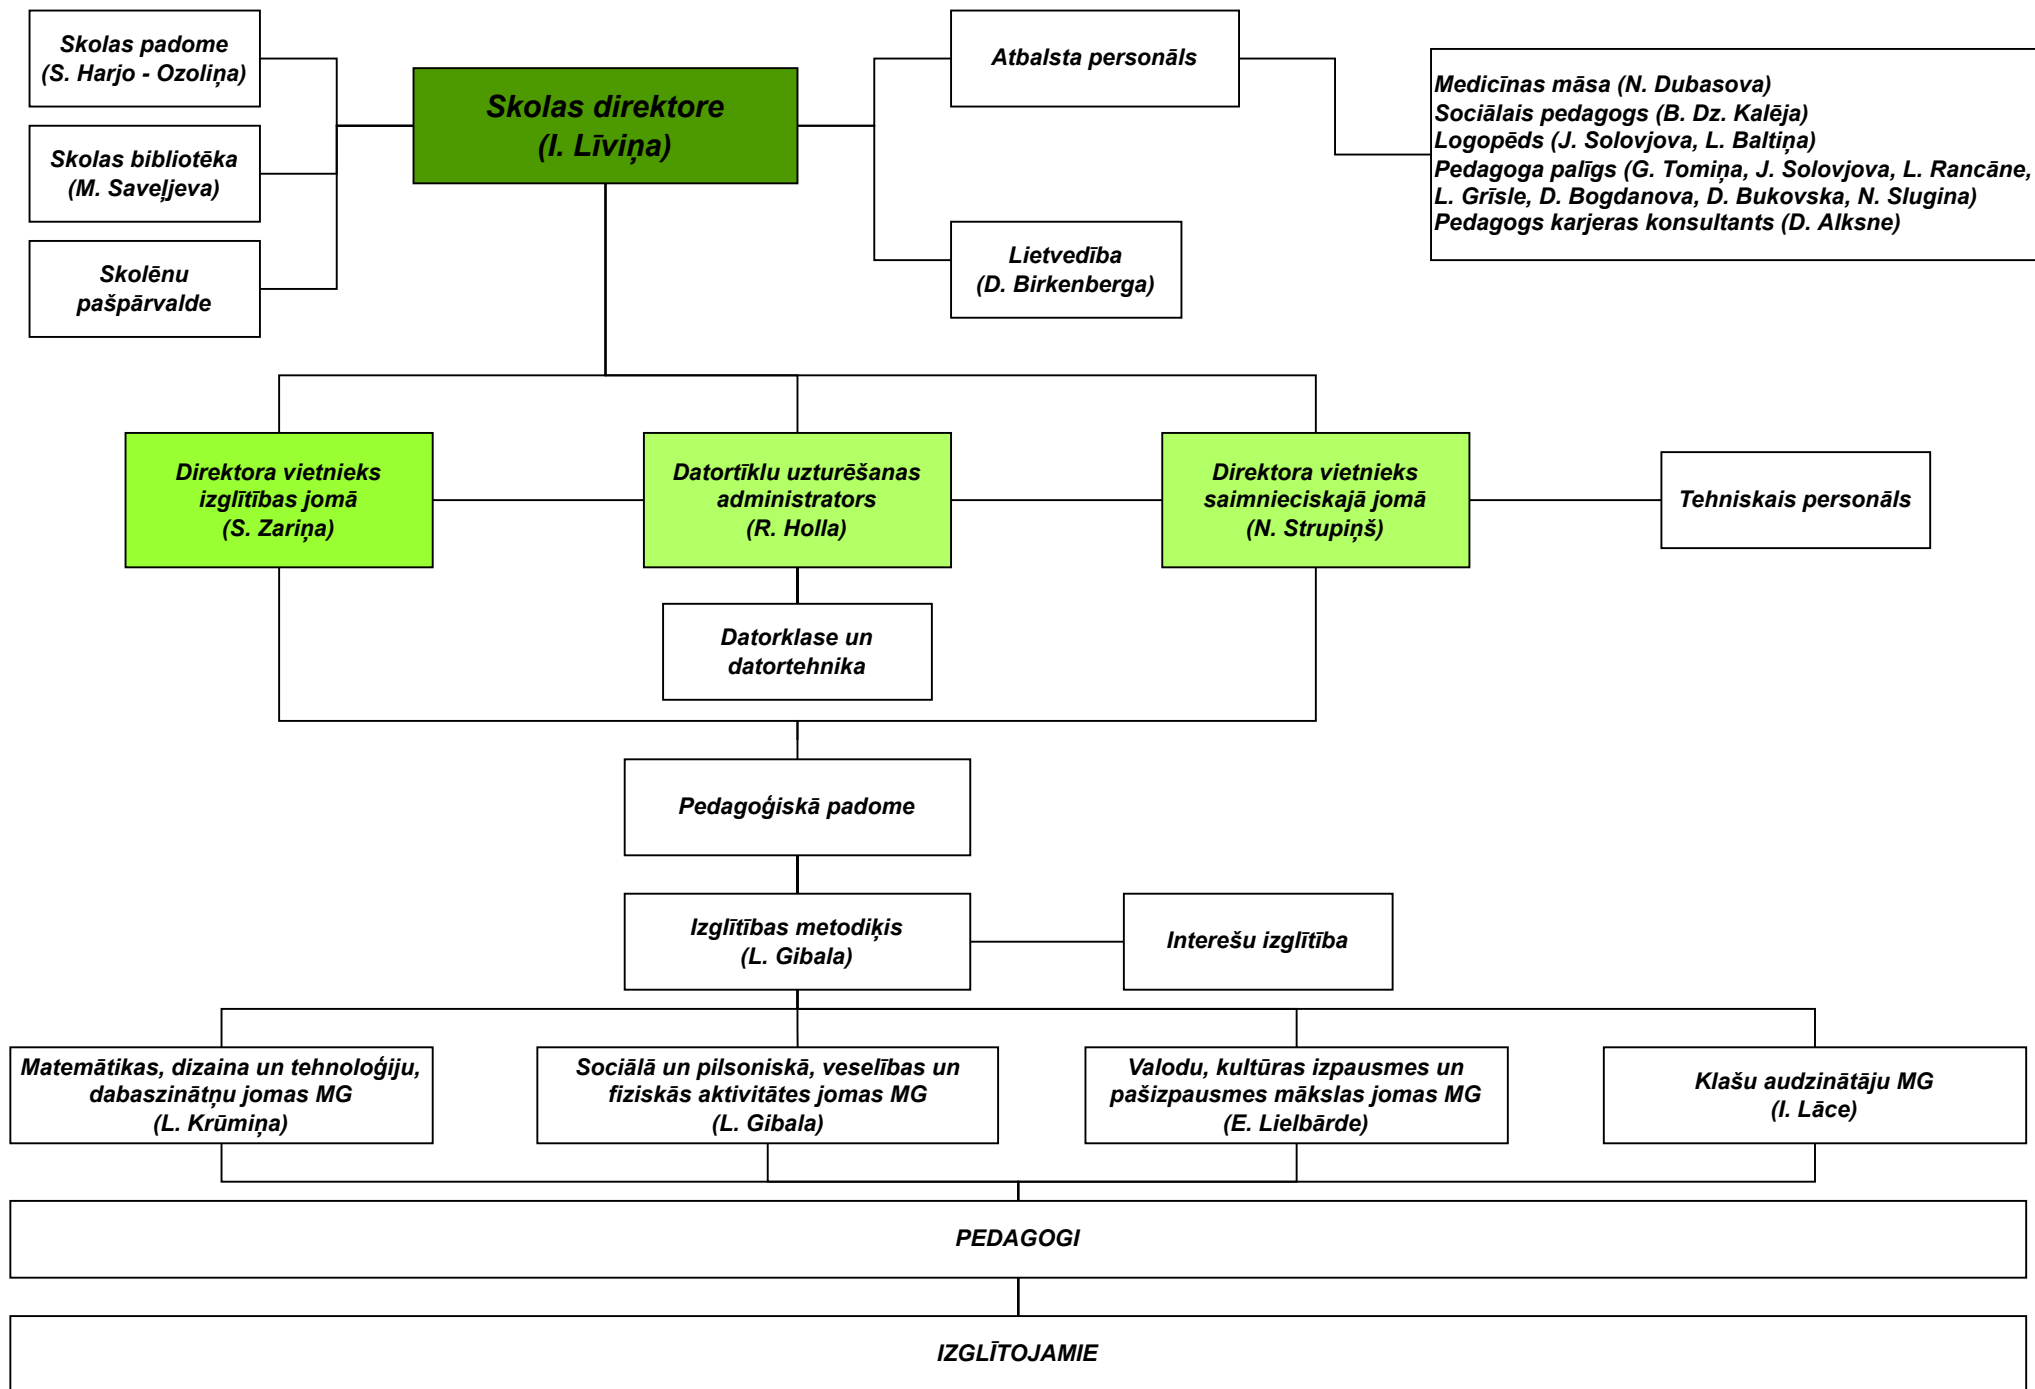 Skolas padome
(S. Harjo - Ozoliņa)
Skolas bibliotēka
(M. Saveļjeva)
Skolēnu
pašpārvalde
Skolas direktore
(I. Līviņa)
Atbalsta personāls
Lietvedība
(D. Birkenberga)
Medicīnas māsa (N. Dubasova)
Sociālais pedagogs (B. Dz. Kalēja)
Logopēds (J. Solovjova, L. Baltiņa)
Pedagoga palīgs (G. Tomiņa, J. Solovjova, L. Rancāne,
L. Grīsle, D. Bogdanova, D. Bukovska, N. Slugina)
Pedagogs karjeras konsultants (D. Alksne)
Direktora vietnieks
izglītības jomā
(S. Zariņa)
Datortīklu uzturēšanas
administrators
(R. Holla)
Direktora vietnieks
saimnieciskajā jomā
(N. Strupiņš)
Tehniskais personāls
Datorklase un
datortehnika
Pedagoģiskā padome
Izglītības metodiķis
(L. Gibala)
Interešu izglītība
Matemātikas, dizaina un tehnoloģiju,
dabaszinātņu jomas MG
(L. Krūmiņa)
Sociālā un pilsoniskā, veselības un
fiziskās aktivitātes jomas MG
(L. Gibala)
Valodu, kultūras izpausmes un
pašizpausmes mākslas jomas MG
(E. Lielbārde)
Klašu audzinātāju MG
(I. Lāce)
PEDAGOGI
IZGLĪTOJAMIE